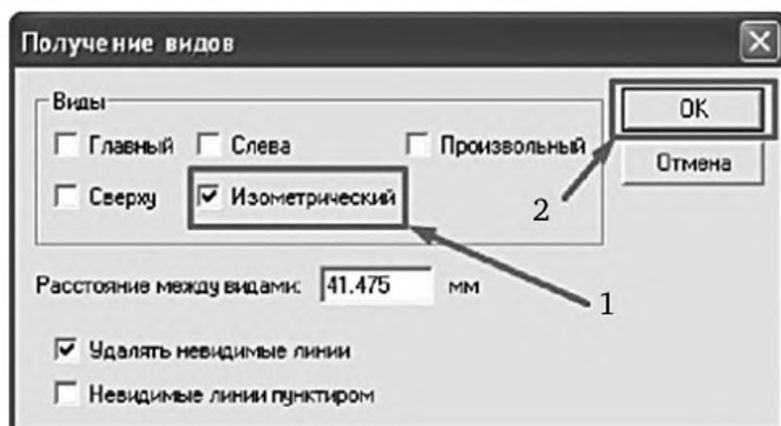 Получение видов
Виды
Главный Слева Произвольный
Сверху Изометрический
OK
Отмена
2
Расстояние между видами: 41.475 мм
1
Удалять невидимые линии
Невидимые линии пунктиром